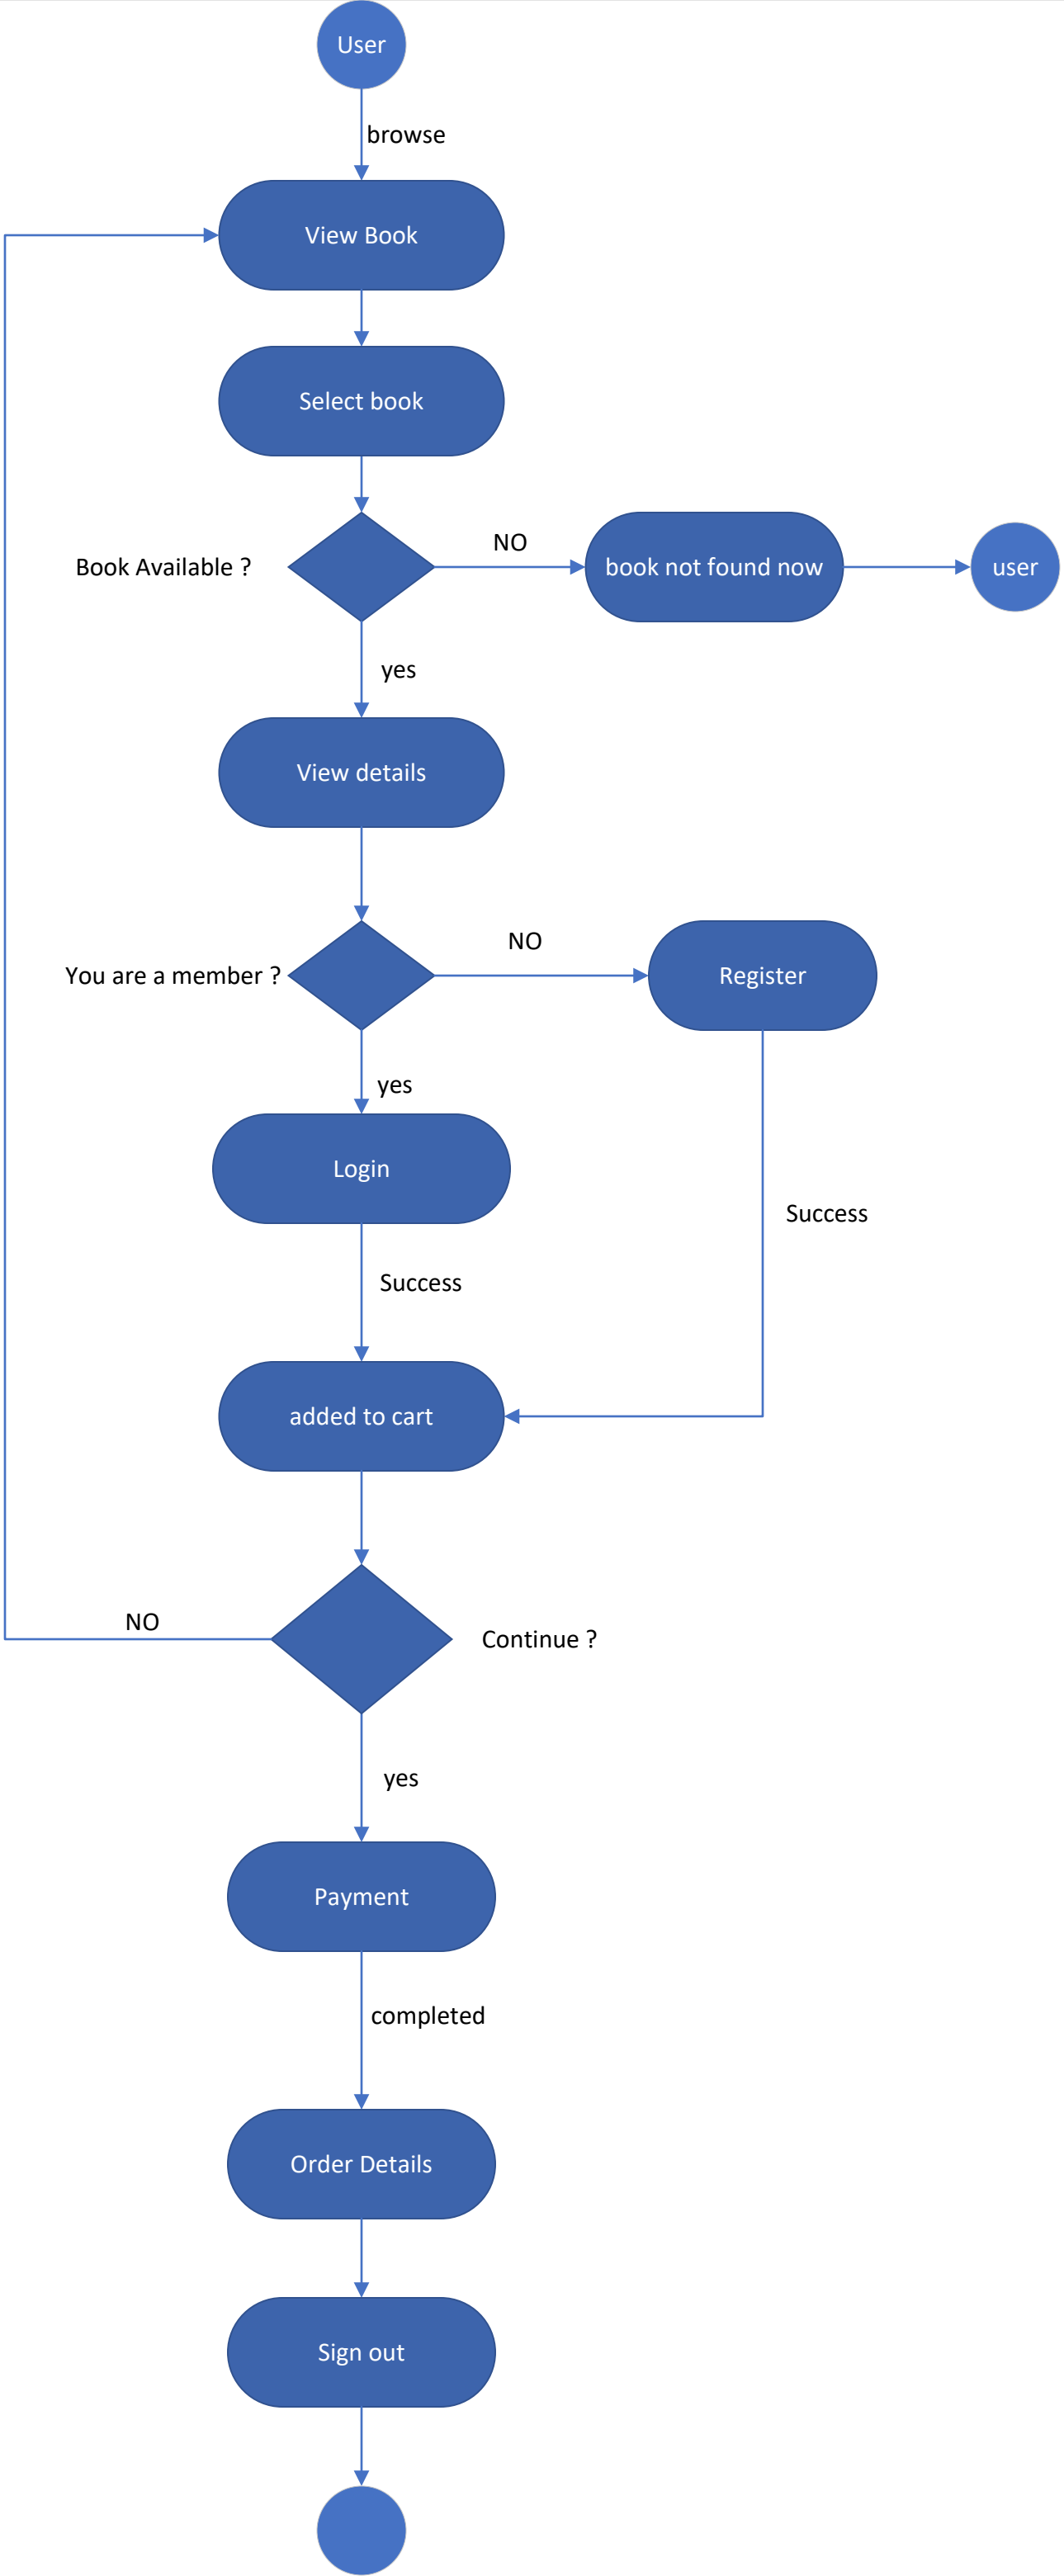 User
browse
View Book
Select book
Book Available ?
NO
book not found now
user
yes
View details
You are a member ?
NO
Register
yes
Login
Success
Success
added to cart
NO
Continue ?
yes
Payment
completed
Order Details
Sign out